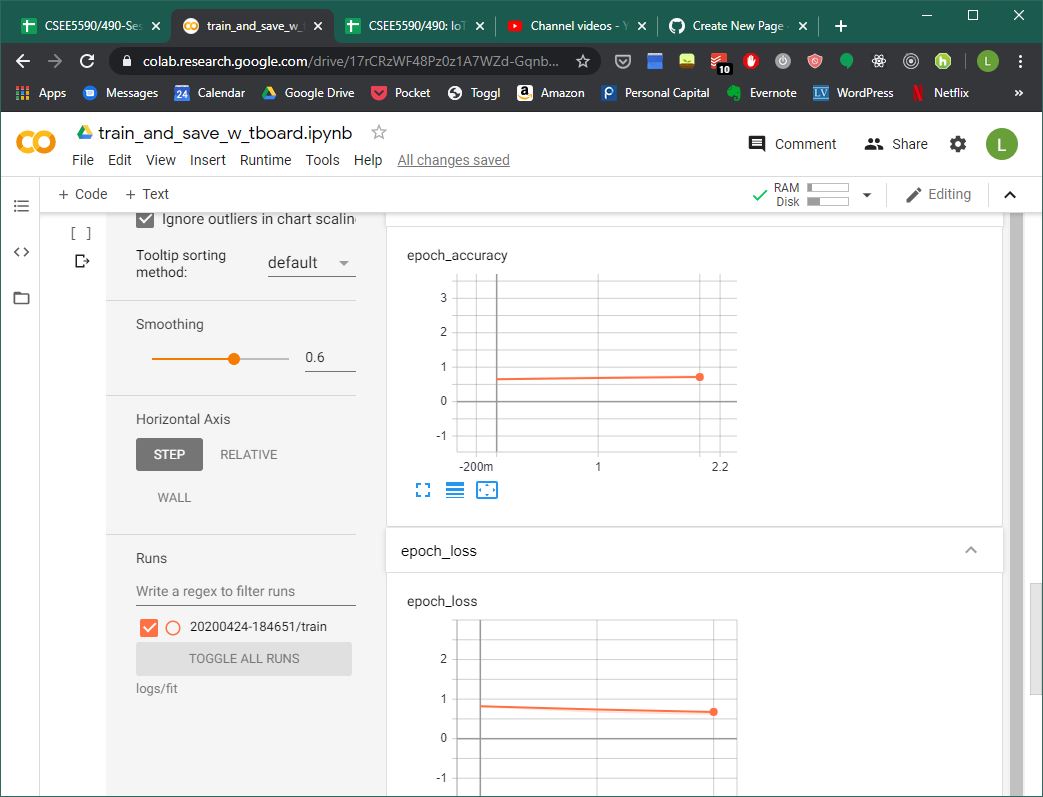 CSEE5590/490-Ses
train_and_save_w_t
CSEE5590/490: IoT
Channel videos - Y
Create New Page ·
colab.research.google.com/drive/17rCRzWF48Pz0z1A7WZd-Gqnb...
10
L
Apps
Messages
24
Calendar
Google Drive
Pocket
Toggl
Amazon
Personal Capital
Evernote
LV
WordPress
Netflix
»
train_and_save_w_tboard.ipynb
File Edit View Insert Runtime Tools Help All changes saved
Comment
Share
L
+ Code + Text
RAM
Disk
Editing
[ ]
Ignore outliers in chart scalin
Tooltip sorting
method:
default
Smoothing
0.6
Horizontal Axis
STEP RELATIVE
WALL
Runs
Write a regex to filter runs
20200424-184651/train
TOGGLE ALL RUNS
logs/fit
epoch_accuracy
3
2
1
0
-1
-200m 1 2.2
epoch_loss
epoch_loss
2
1
0
-1